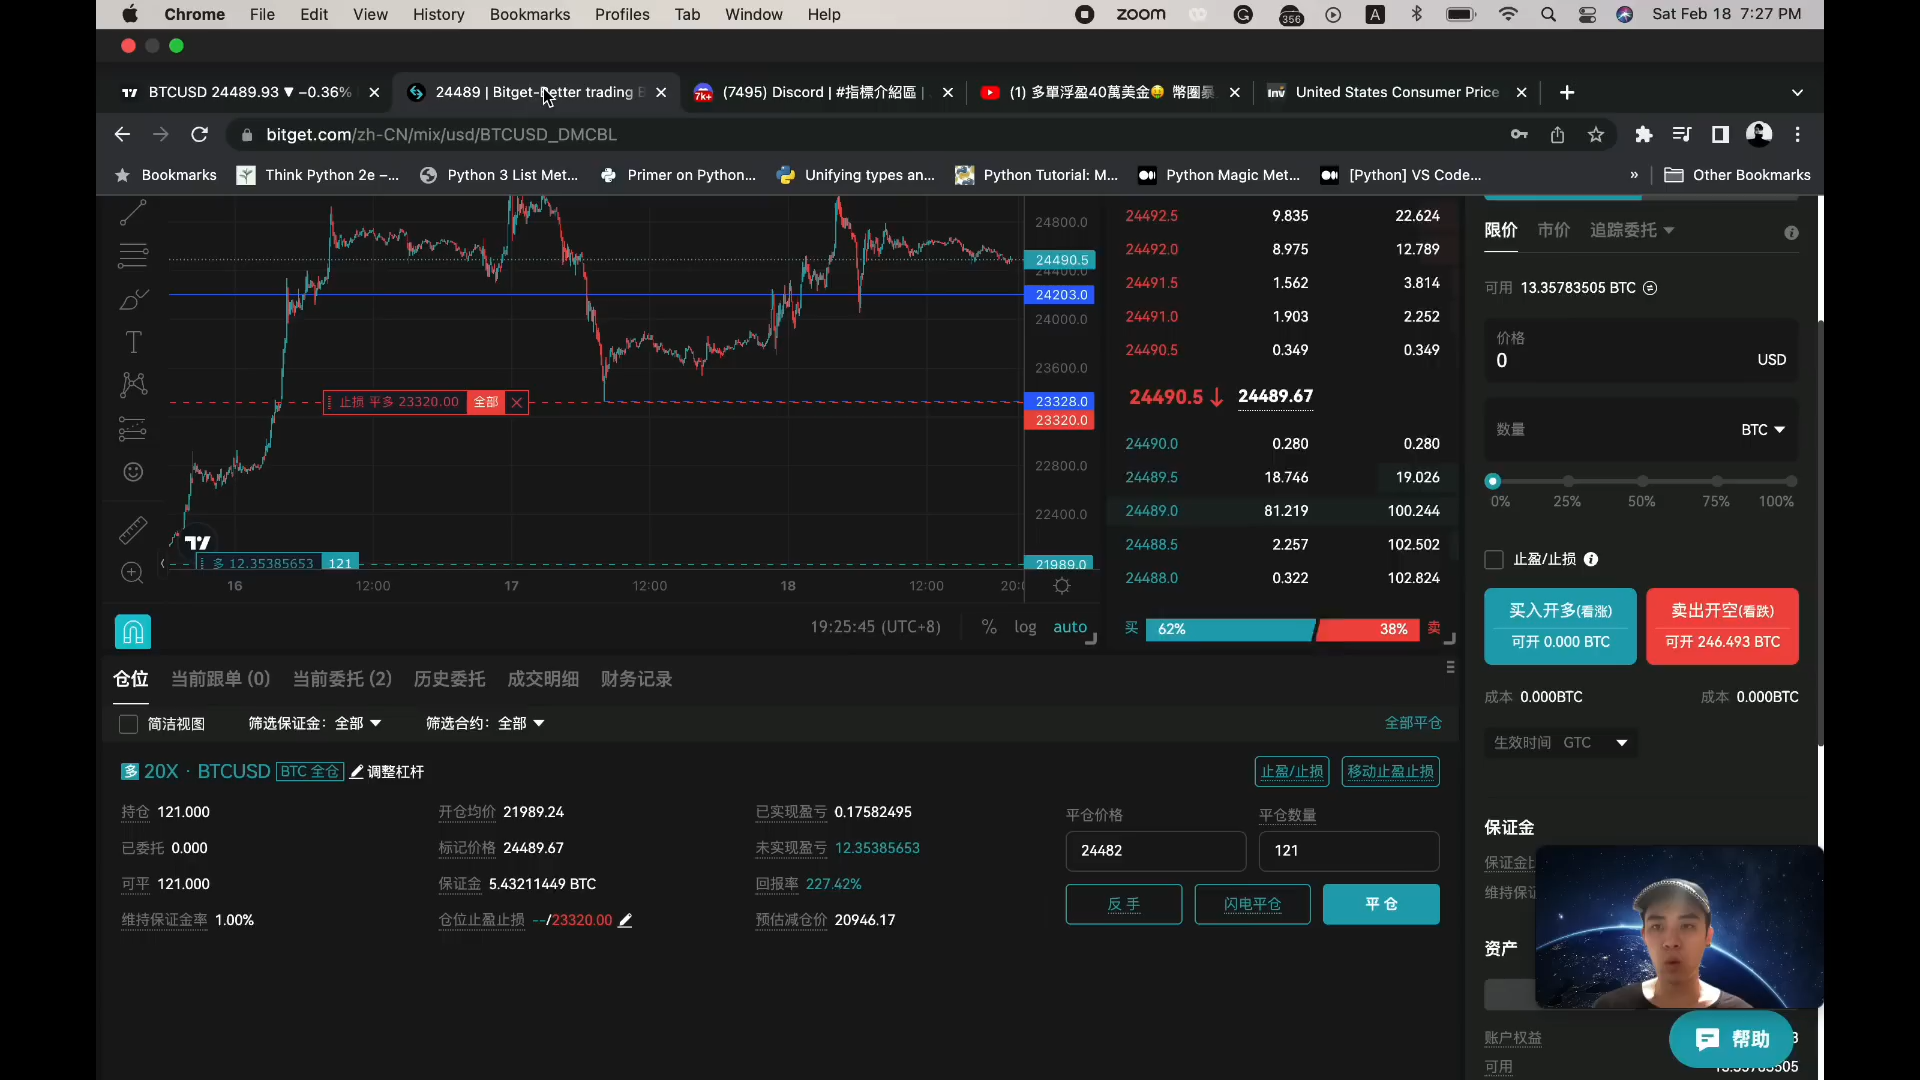 Chrome File Edit View History Bookmarks Profiles Tab Window Help zoom 356 A Sat Feb 18 7:27 PM
BTCUSD 24489.93 ▼ −0.36% 24489 | Bitget-Better trading 7k+ (7495) Discord | #指標介紹區 | (1) 多單浮盈40萬美金🤑 幣圈暴 Inv United States Consumer Price
bitget.com/zh-CN/mix/usd/BTCUSD_DMCBL
Bookmarks Think Python 2e –... Python 3 List Met... Primer on Python... Unifying types an... Python Tutorial: M... Python Magic Met... [Python] VS Code... » Other Bookmarks
24800.0
24490.5
24400.0
24203.0
24000.0
23600.0
止损 平多 23320.00 全部
23328.0
23320.0
22800.0
22400.0
多 12.35385653 121
21989.0
16 12:00 17 12:00 18 12:00 20:
19:25:45 (UTC+8) % log auto
24492.5 9.835 22.624
24492.0 8.975 12.789
24491.5 1.562 3.814
24491.0 1.903 2.252
24490.5 0.349 0.349
24490.5 ↓ 24489.67
24490.0 0.280 0.280
24489.5 18.746 19.026
24489.0 81.219 100.244
24488.5 2.257 102.502
24488.0 0.322 102.824
买 62% 38% 卖
限价 市价 追踪委托
可用 13.35783505 BTC
价格
0 USD
数量 BTC
0% 25% 50% 75% 100%
止盈/止损
买入开多(看涨) 卖出开空(看跌)
可开 0.000 BTC 可开 246.493 BTC
成本 0.000BTC 成本 0.000BTC
生效时间 GTC
保证金
维持保证
资产
账户权益
可用 13.35783505
帮助
仓位 当前跟单 (0) 当前委托 (2) 历史委托 成交明细 财务记录
简洁视图 筛选保证金: 全部 筛选合约: 全部 全部平仓
多 20X · BTCUSD BTC 全仓 调整杠杆 止盈/止损 移动止盈止损
持仓 121.000 开仓均价 21989.24 已实现盈亏 0.17582495 平仓价格 平仓数量
已委托 0.000 标记价格 24489.67 未实现盈亏 12.35385653 24482 121
可平 121.000 保证金 5.43211449 BTC 回报率 227.42%
维持保证金率 1.00% 仓位止盈止损 --/23320.00 预估减仓价 20946.17 反手 闪电平仓 平仓